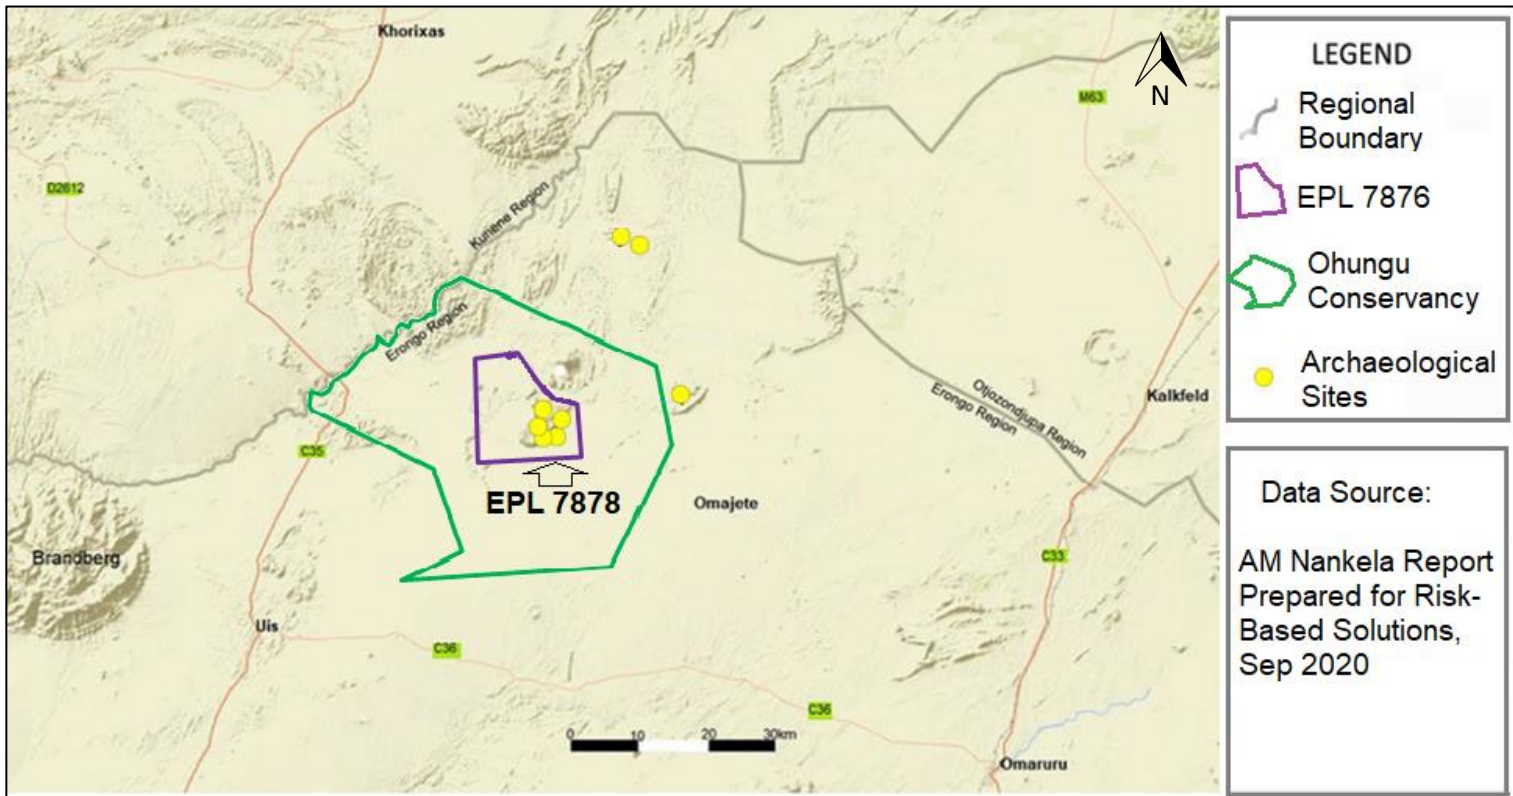 Khorixas
N
M63
D2612
Kunene Region
Erongo Region
Otjozondjupa Region
Erongo Region
Kalkfeld
C35
EPL 7878
Omajete
Brandberg
C33
Uis
C36
C36
0 10 20 30km
Omaruru
LEGEND
Regional
Boundary
EPL 7876
Ohungu
Conservancy
Archaeological
Sites
Data Source:
AM Nankela Report
Prepared for Risk-
Based Solutions,
Sep 2020